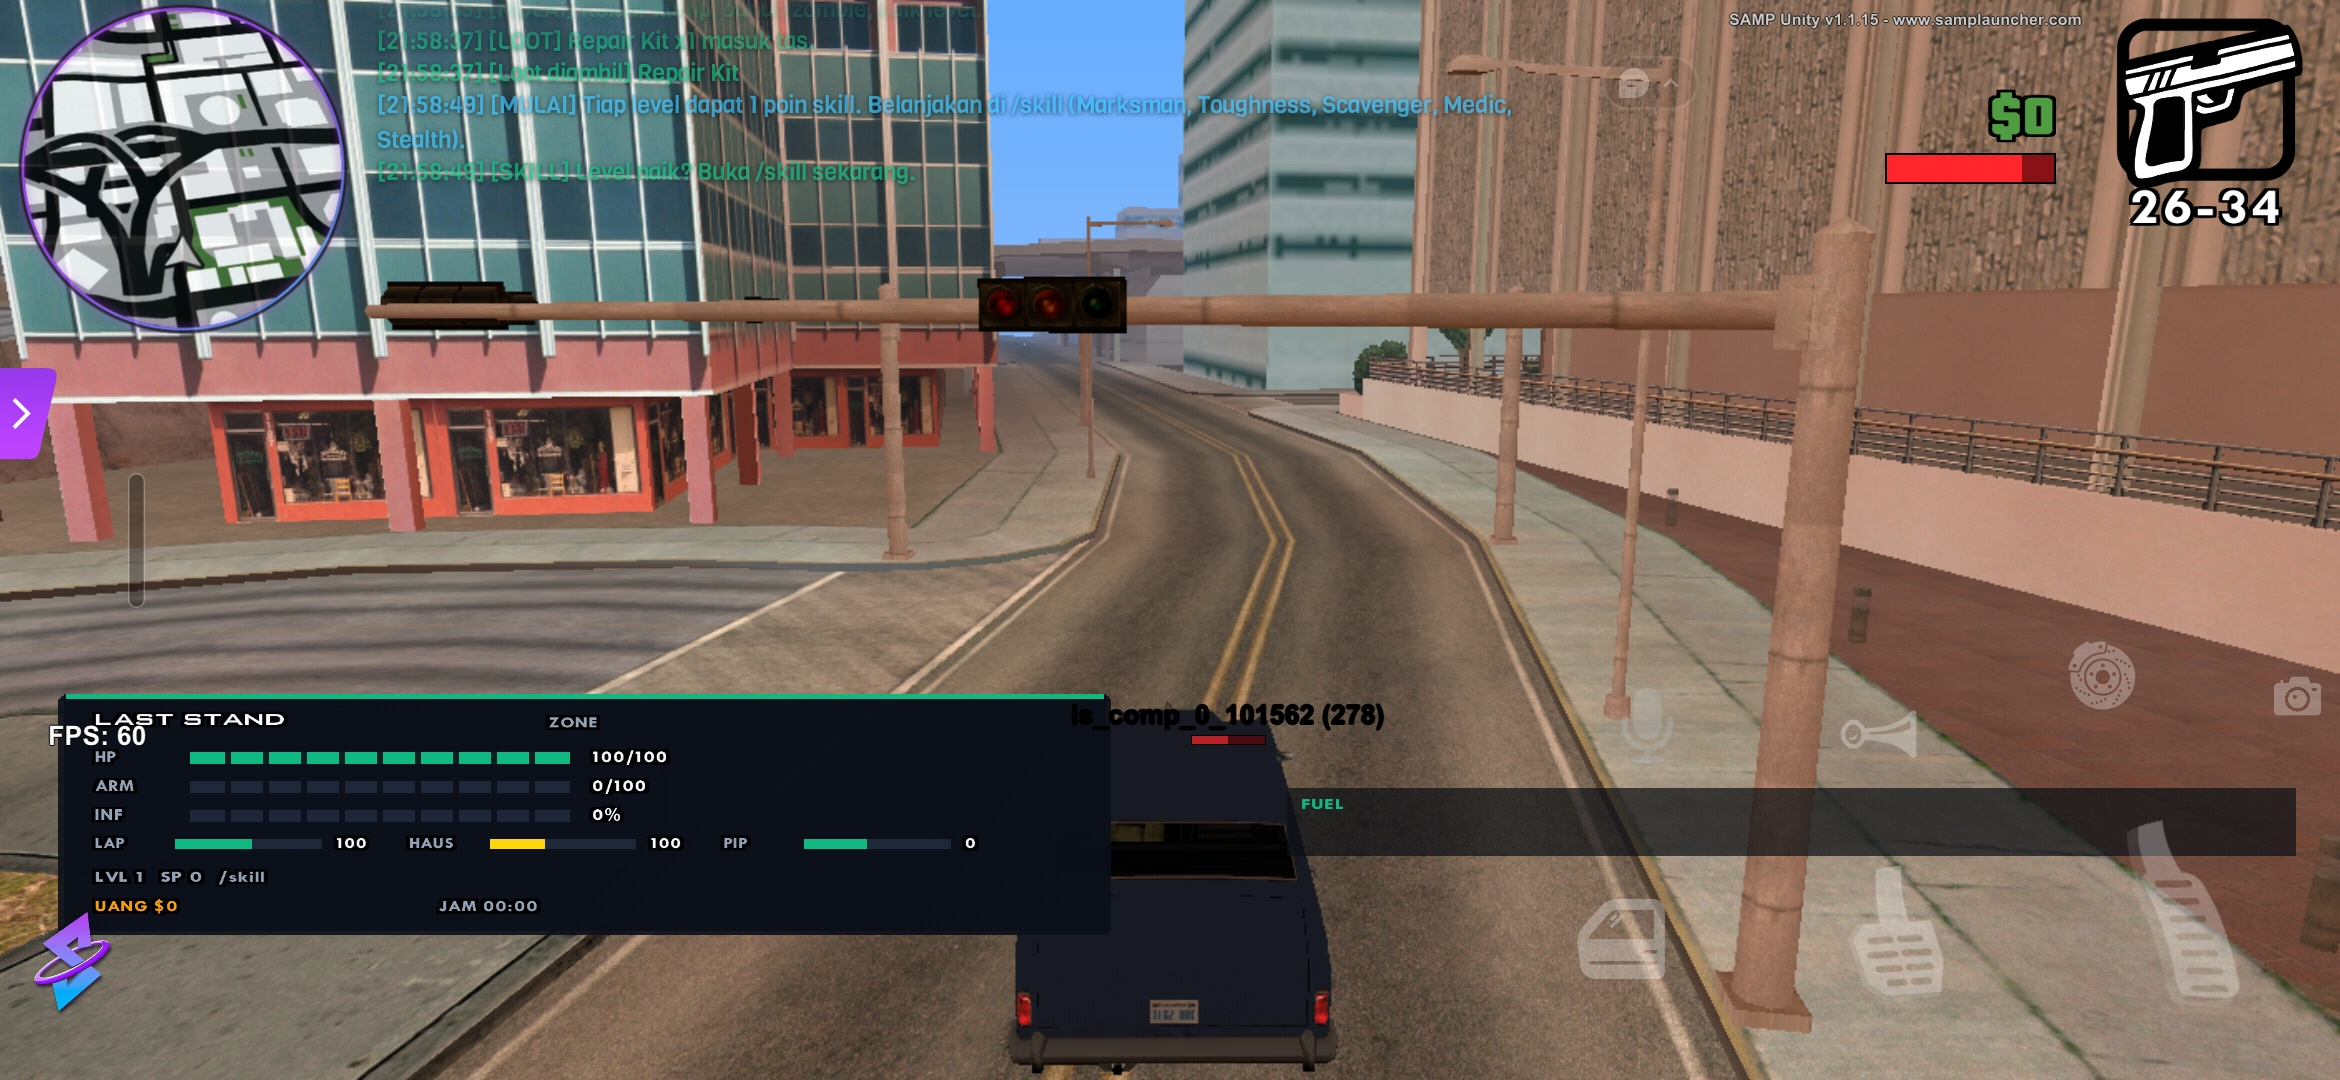 SAMP Unity v1.1.15 - www.samplauncher.com
[21:58:37] [LOOT] Repair Kit x1 masuk tas.
[21:58:37] [Loot diambil] Repair Kit
[21:58:49] [MULAI] Tiap level dapat 1 poin skill. Belanjakan di /skill (Marksman, Toughness, Scavenger, Medic,
Stealth).
[21:58:49] [SKILL] Level naik? Buka /skill sekarang.
$0
26-34
LAST STAND
ZONE
FPS: 60
ls_comp_0_101562 (278)
HP 100/100
ARM 0/100
INF 0%
LAP 100 HAUS 100 PIP 0
LVL 1 SP 0 /skill
UANG $0 JAM 00:00
FUEL